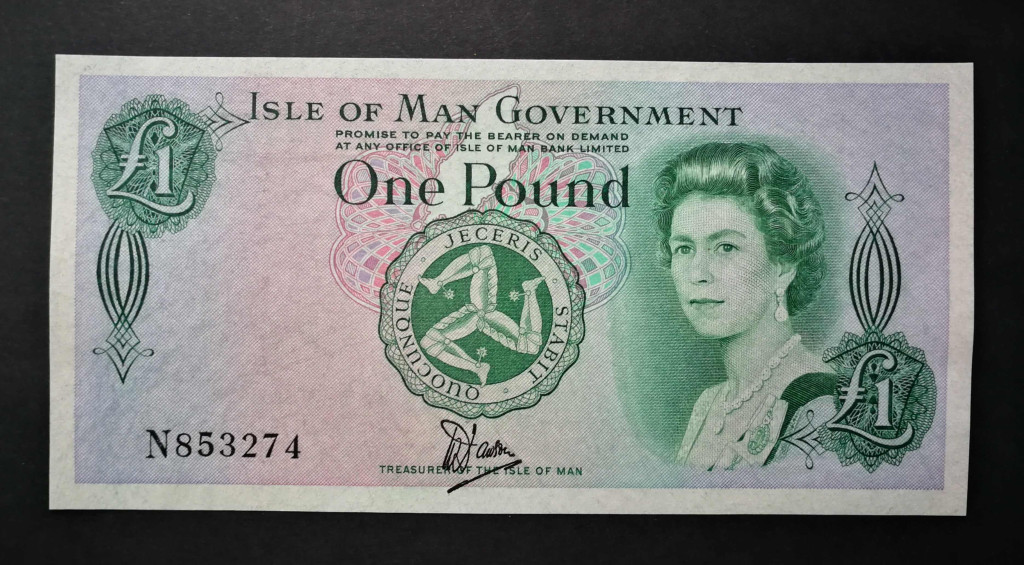 £1
ISLE OF MAN GOVERNMENT
PROMISE TO PAY THE BEARER ON DEMAND
AT ANY OFFICE OF ISLE OF MAN BANK LIMITED
One Pound
QUOCUNQUE · JECERIS · STABIT ·
N853274
TREASURER OF THE ISLE OF MAN
£1